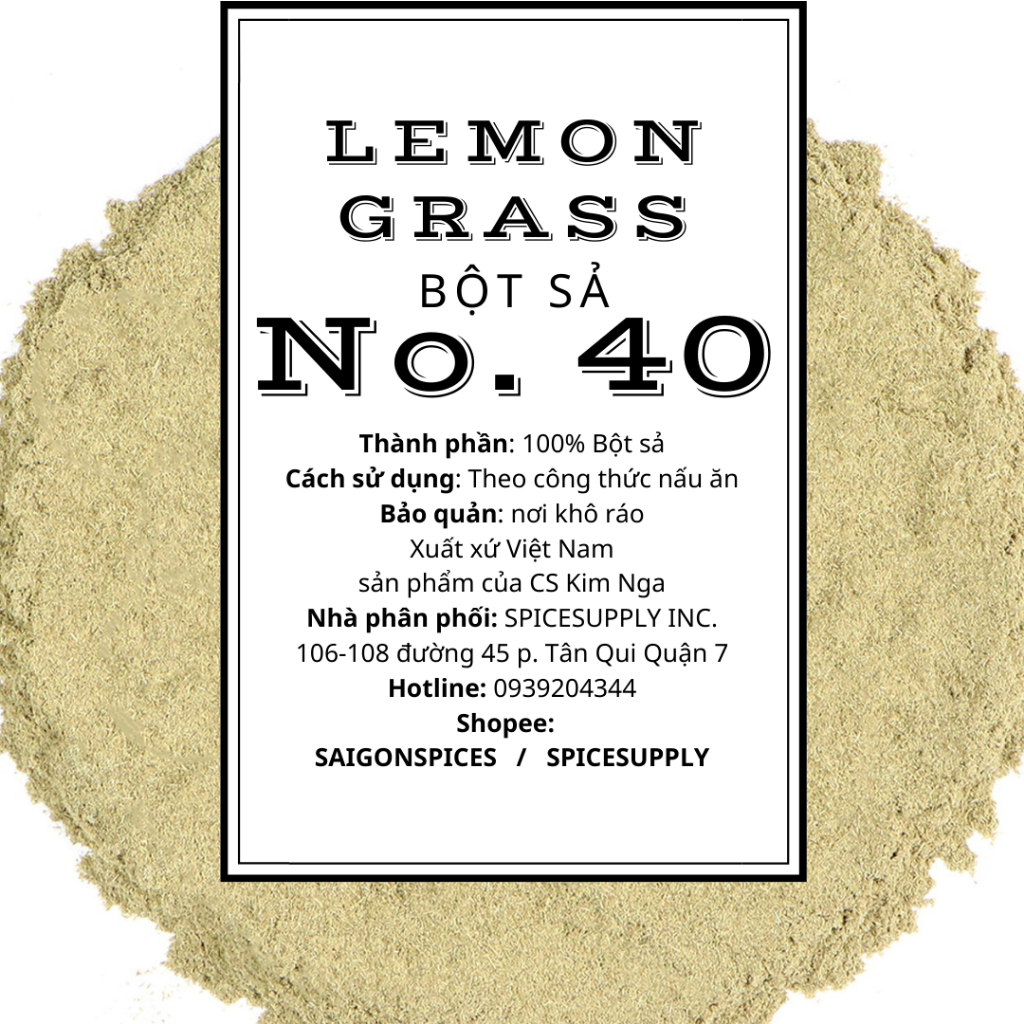 LEMON
GRASS
BỘT SẢ
No. 40
Thành phần: 100% Bột sả
Cách sử dụng: Theo công thức nấu ăn
Bảo quản: nơi khô ráo
Xuất xứ Việt Nam
sản phẩm của CS Kim Nga
Nhà phân phối: SPICESUPPLY INC.
106-108 đường 45 p. Tân Qui Quận 7
Hotline: 0939204344
Shopee:
SAIGONSPICES / SPICESUPPLY